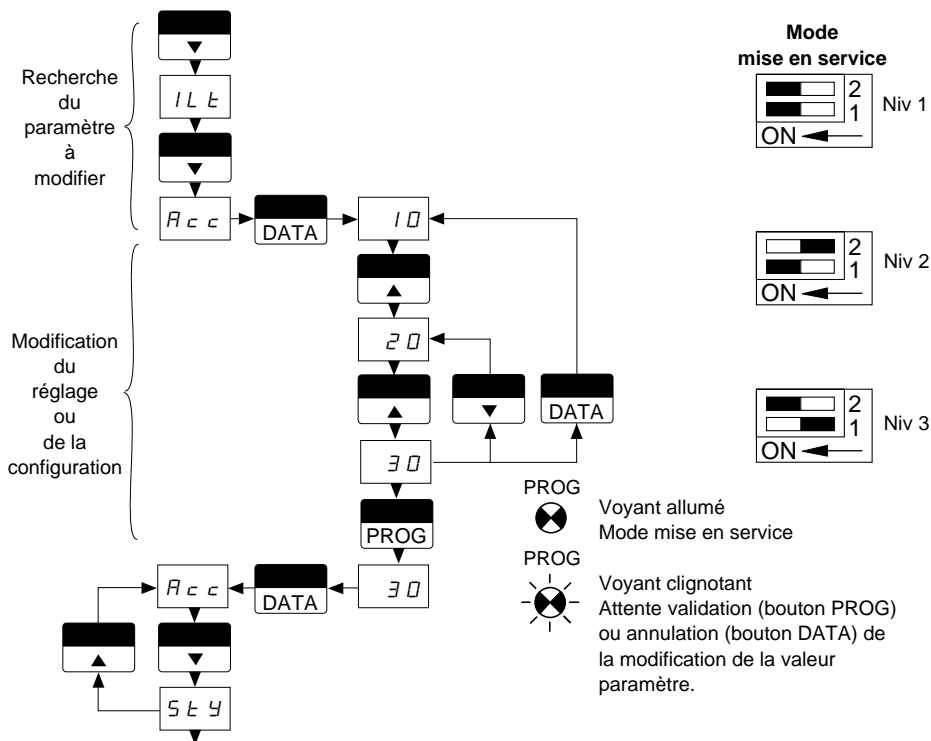 Recherche
du
paramètre
à
modifier
ILt
Acc
DATA
10
20
DATA
30
PROG
30
DATA
Acc
StY
Modification
du
réglage
ou
de la
configuration
Mode
mise en service
2
1
ON
Niv 1
2
1
ON
Niv 2
2
1
ON
Niv 3
PROG
Voyant allumé
Mode mise en service
PROG
Voyant clignotant
Attente validation (bouton PROG)
ou annulation (bouton DATA) de
la modification de la valeur
paramètre.